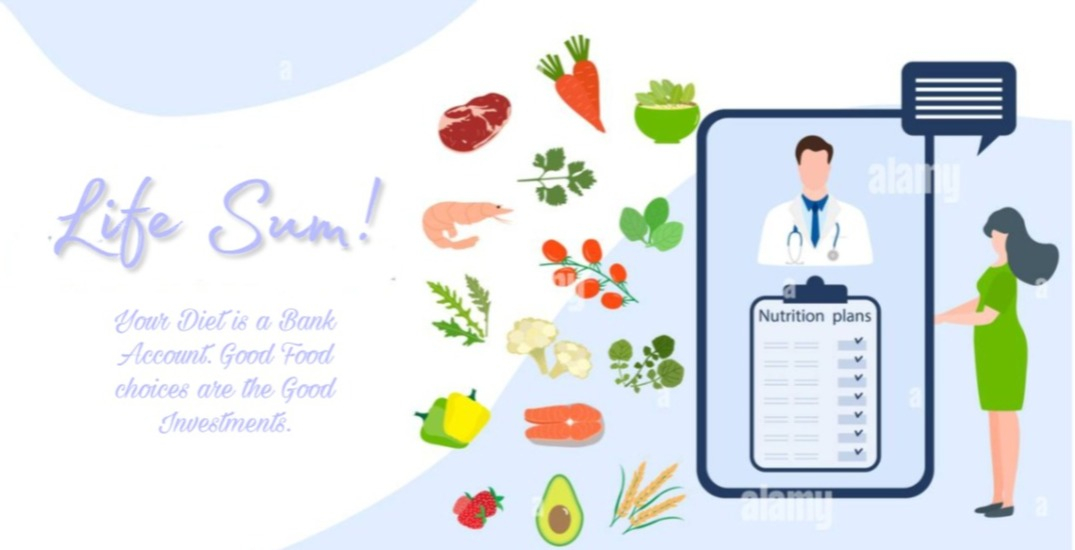 Life Sum!
Your Diet is a Bank
Account. Good Food
choices are the Good
Investments.
Nutrition plans
alamy
alamy
a
a
a
a
a
a
a